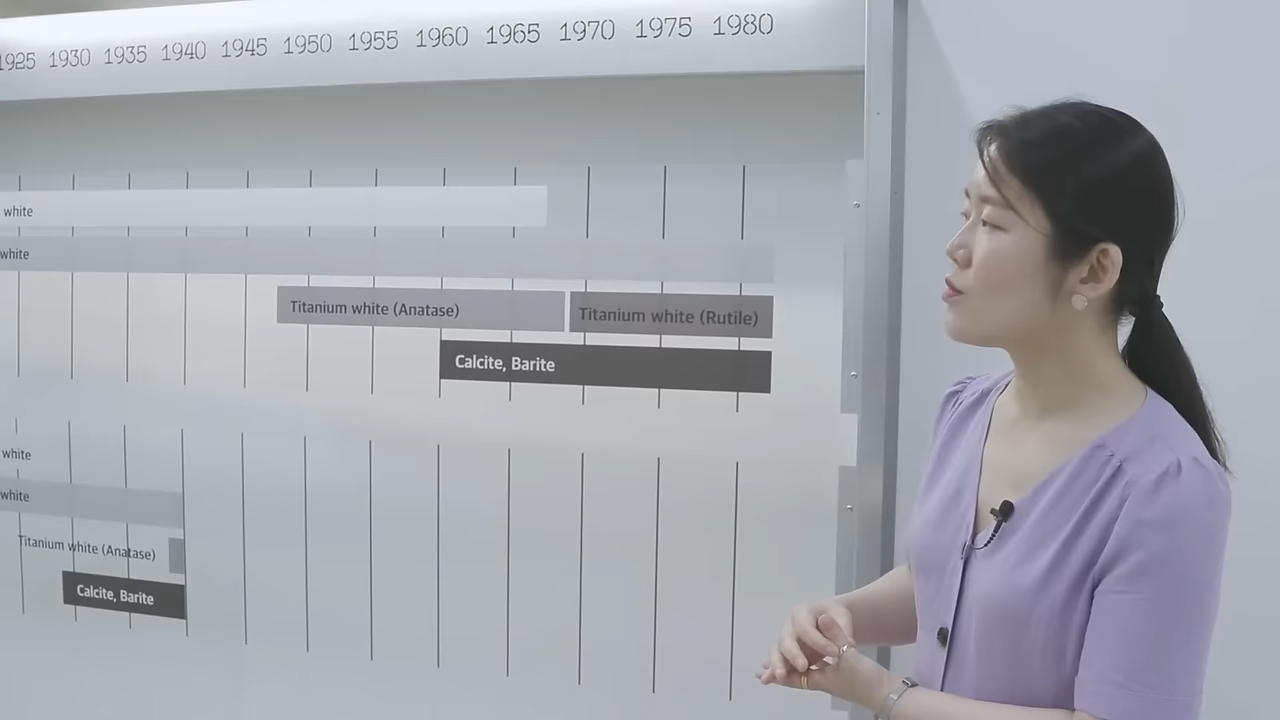 1925 1930 1935 1940 1945 1950 1955 1960 1965 1970 1975 1980
white
white
Titanium white (Anatase)
Titanium white (Rutile)
Calcite, Barite
white
white
Titanium white (Anatase)
Calcite, Barite